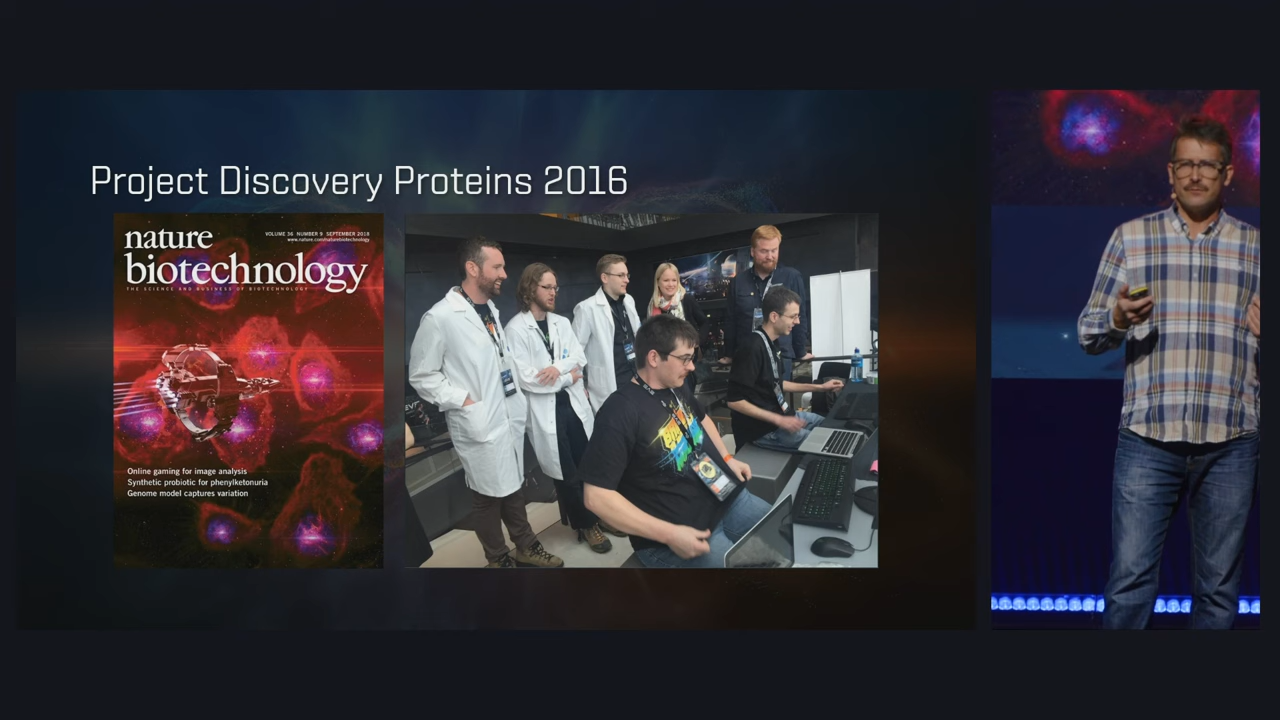 Project Discovery Proteins 2016
nature
biotechnology
VOLUME 36 NUMBER 9 SEPTEMBER 2018
www.nature.com/naturebiotechnology
THE SCIENCE AND BUSINESS OF BIOTECHNOLOGY
Online gaming for image analysis
Synthetic probiotic for phenylketonuria
Genome model captures variation